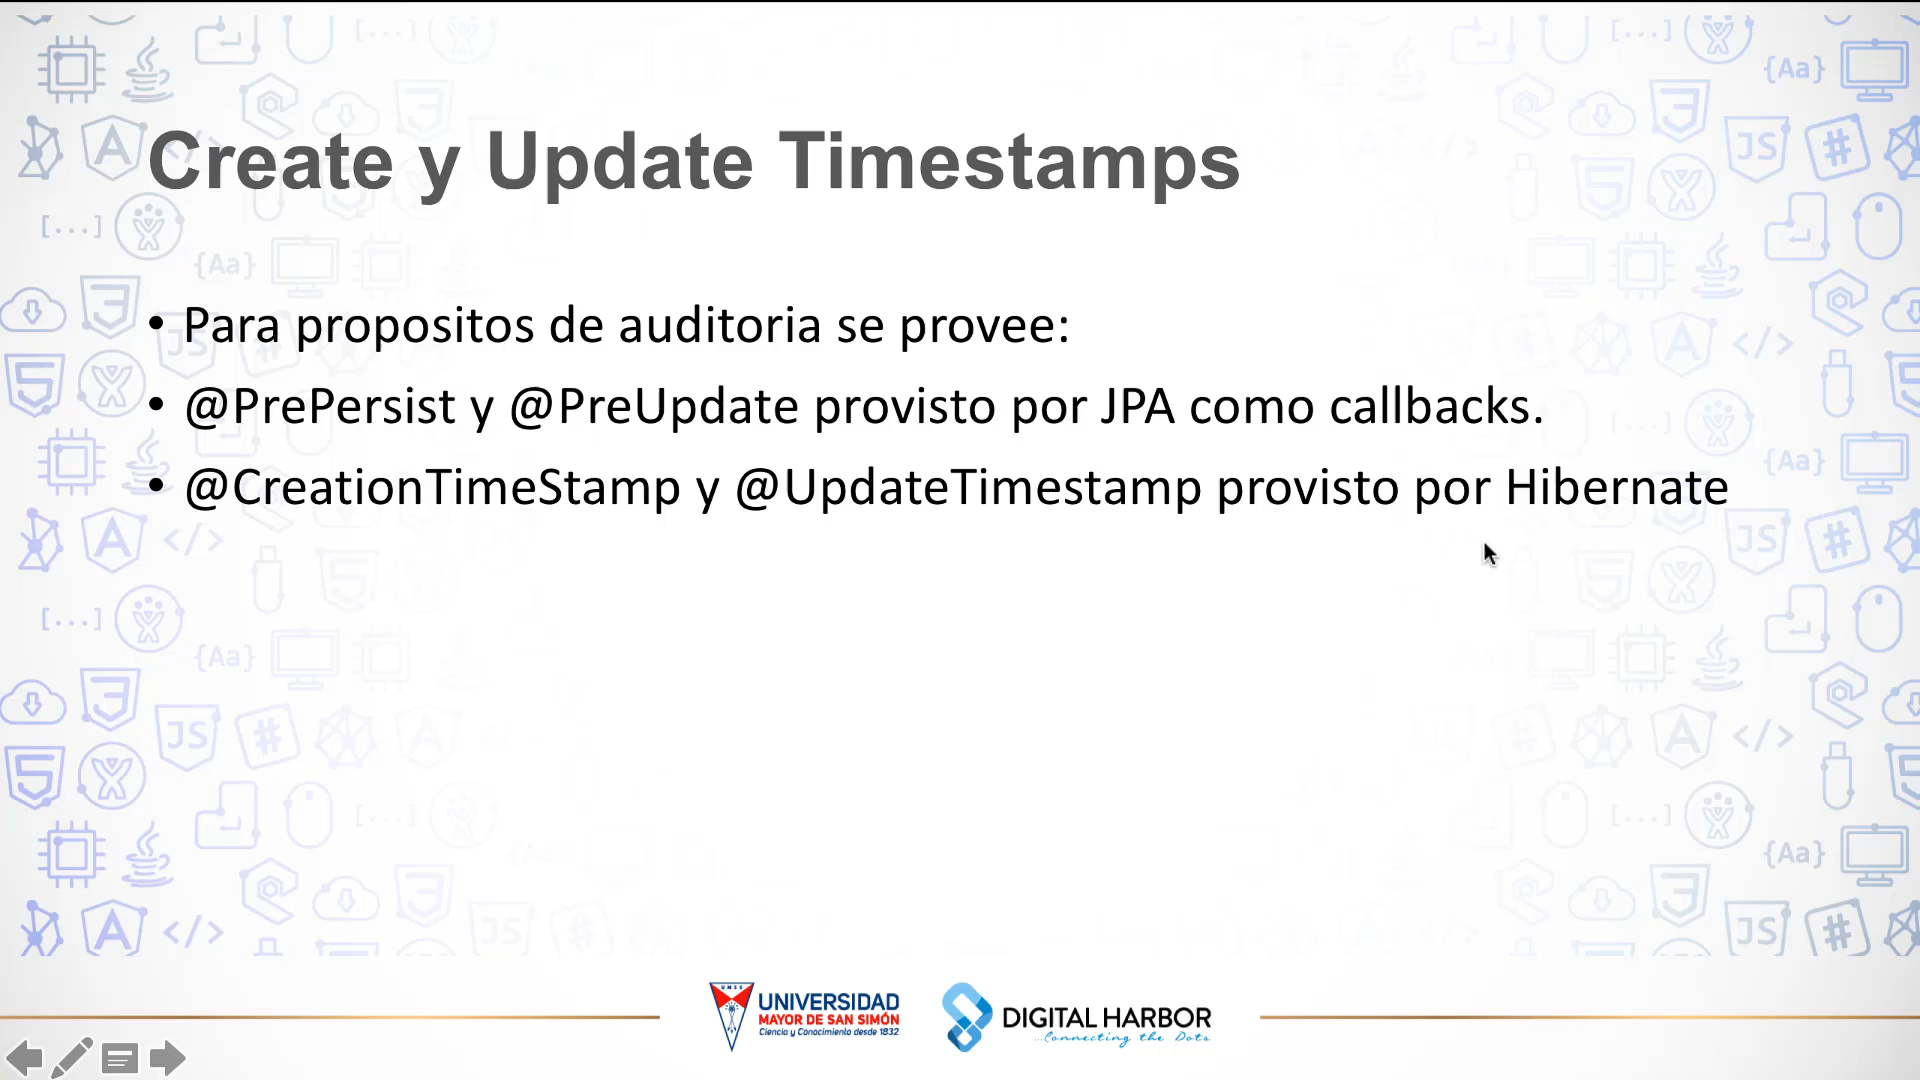 Create y Update Timestamps
• Para propositos de auditoria se provee:
• @PrePersist y @PreUpdate provisto por JPA como callbacks.
• @CreationTimeStamp y @UpdateTimestamp provisto por Hibernate
UMSS
UNIVERSIDAD
MAYOR DE SAN SIMÓN
Ciencia y Conocimiento desde 1832
DIGITAL HARBOR
...Connecting the Dots